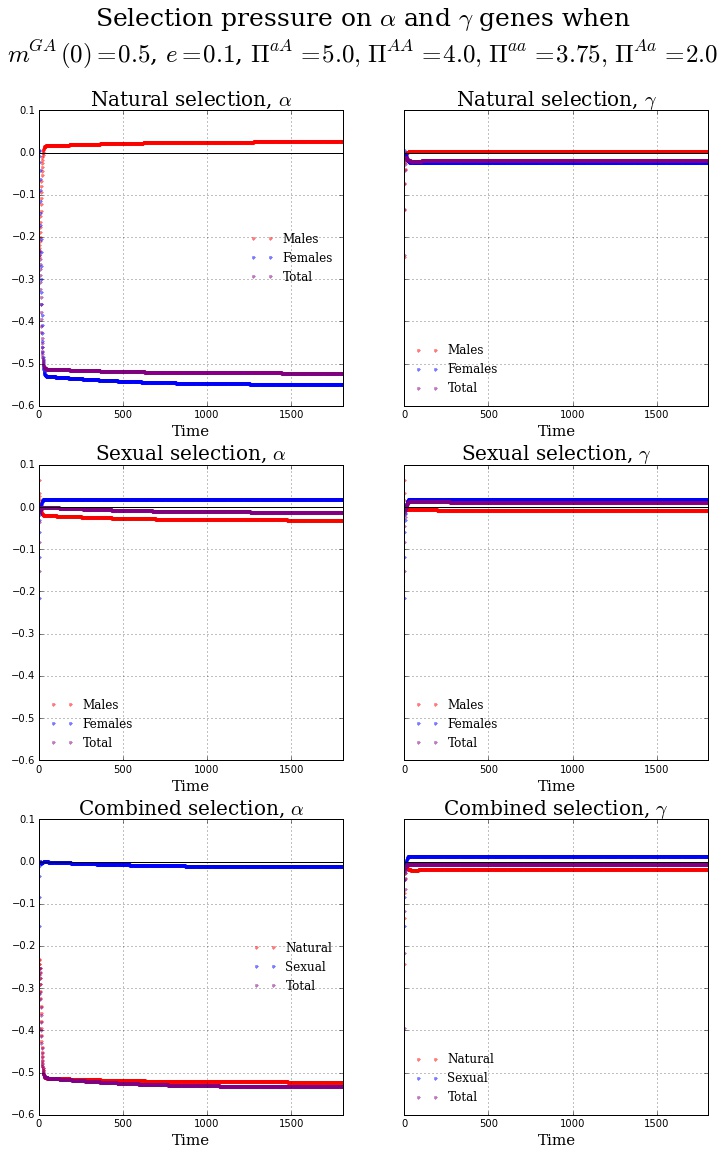 Selection pressure on α and γ genes when
m^{GA}(0)=0.5, e=0.1, Π^{aA}=5.0, Π^{AA}=4.0, Π^{aa}=3.75, Π^{Aa}=2.0
Natural selection, α
0.1
0.0
−0.1
−0.2
−0.3
−0.4
−0.5
−0.6
Males
Females
Total
0 500 1000 1500
Time
Natural selection, γ
Males
Females
Total
0 500 1000 1500
Time
Sexual selection, α
0.1
0.0
−0.1
−0.2
−0.3
−0.4
−0.5
−0.6
Males
Females
Total
0 500 1000 1500
Time
Sexual selection, γ
Males
Females
Total
0 500 1000 1500
Time
Combined selection, α
0.1
0.0
−0.1
−0.2
−0.3
−0.4
−0.5
−0.6
Natural
Sexual
Total
0 500 1000 1500
Time
Combined selection, γ
Natural
Sexual
Total
0 500 1000 1500
Time